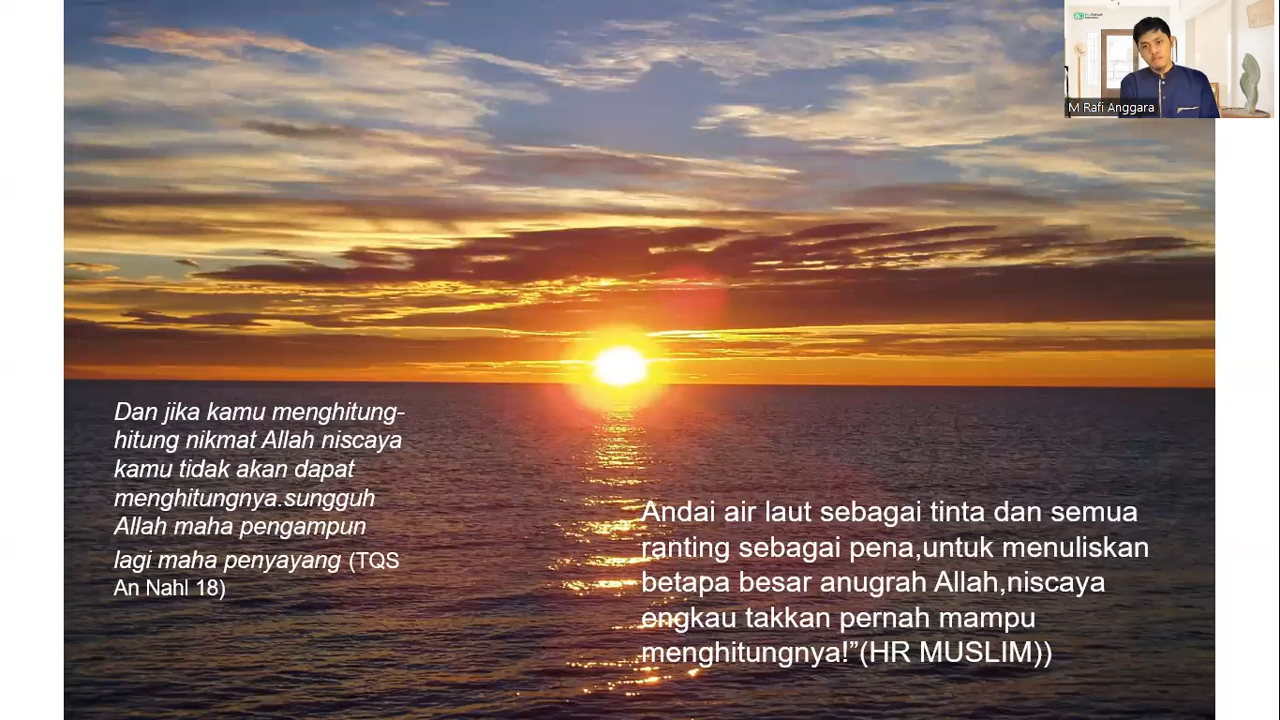 M Rafi Anggara
Dan jika kamu menghitung-
hitung nikmat Allah niscaya
kamu tidak akan dapat
menghitungnya.sungguh
Allah maha pengampun
lagi maha penyayang (TQS
An Nahl 18)
Andai air laut sebagai tinta dan semua
ranting sebagai pena,untuk menuliskan
betapa besar anugrah Allah,niscaya
engkau takkan pernah mampu
menghitungnya!”(HR MUSLIM))